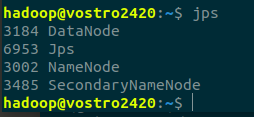 hadoop@vostro2420:~$ jps
3184 DataNode
6953 Jps
3002 NameNode
3485 SecondaryNameNode
hadoop@vostro2420:~$